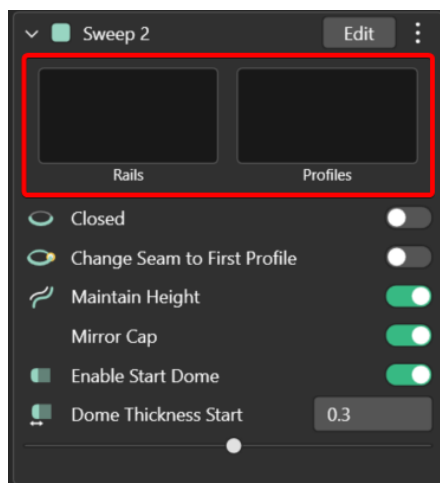 Sweep 2 Edit
Rails Profiles
Closed
Change Seam to First Profile
Maintain Height
Mirror Cap
Enable Start Dome
Dome Thickness Start 0.3